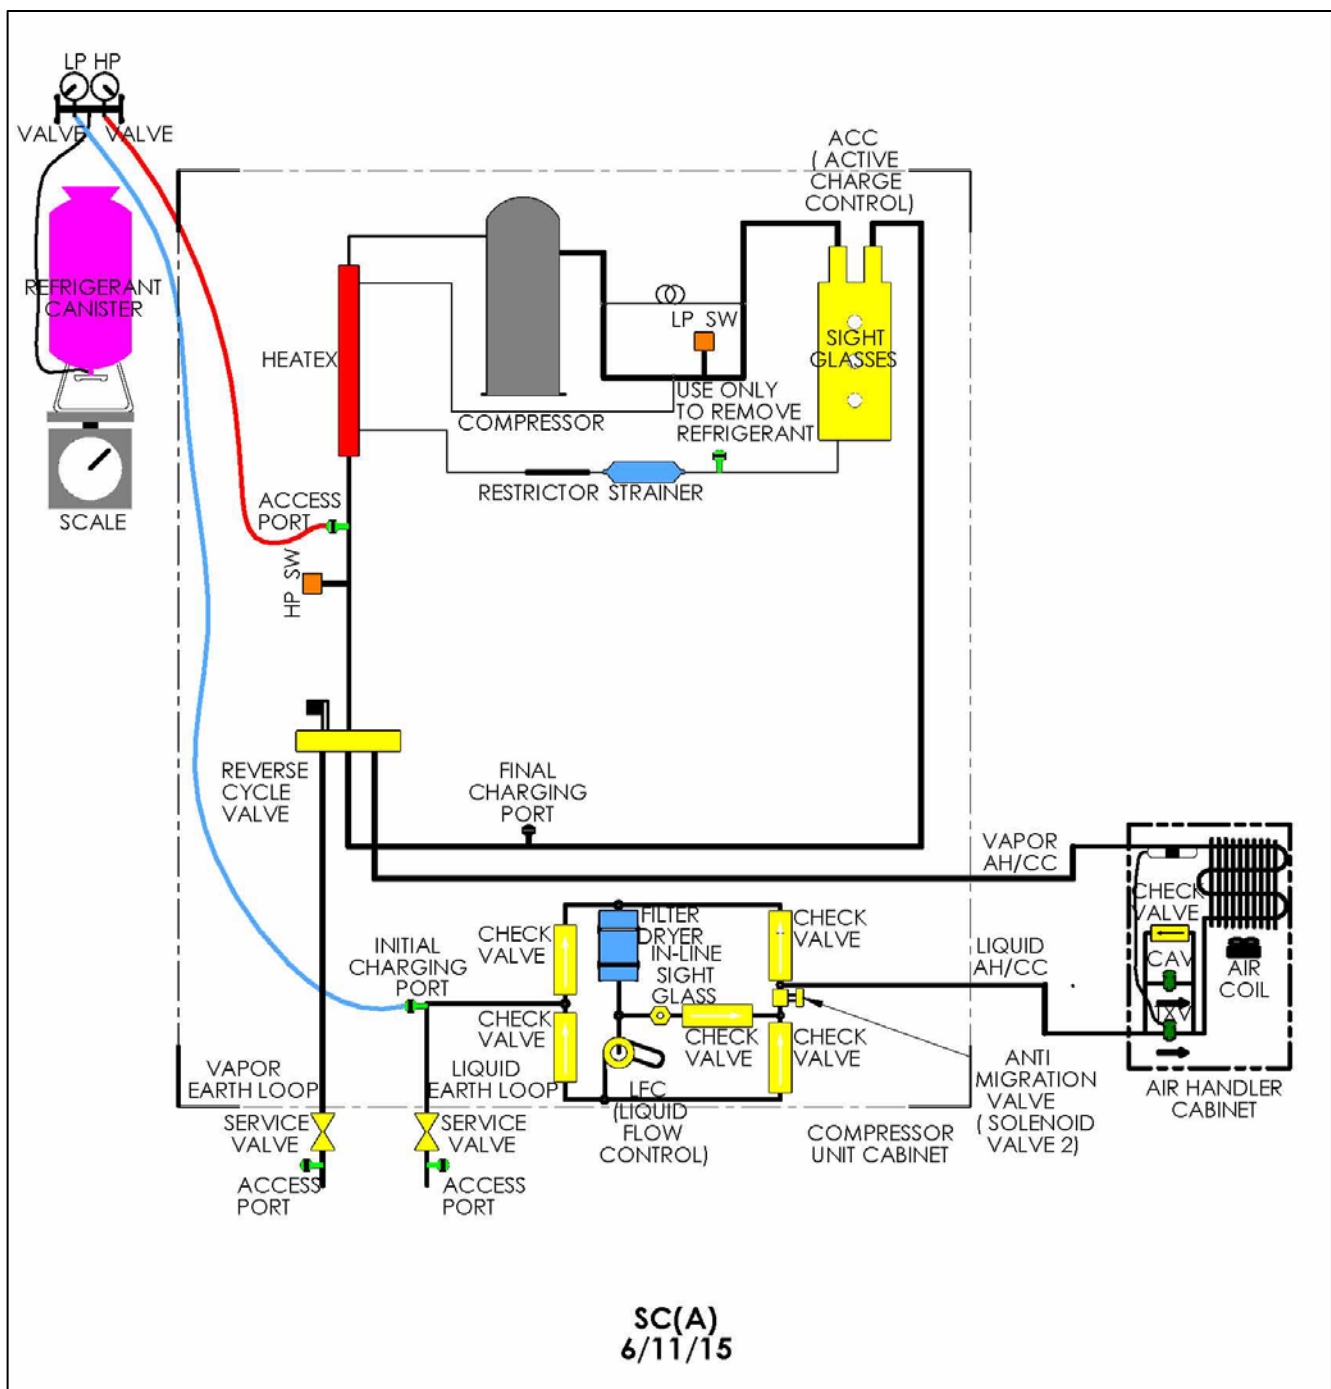 LP HP
VALVE VALVE
REFRIGERANT
CANISTER
SCALE
ACC
( ACTIVE
CHARGE
CONTROL)
HEATEX
COMPRESSOR
LP SW
USE ONLY
TO REMOVE
REFRIGERANT
SIGHT
GLASSES
RESTRICTOR STRAINER
ACCESS
PORT
HP SW
REVERSE
CYCLE
VALVE
FINAL
CHARGING
PORT
VAPOR
AH/CC
LIQUID
AH/CC
INITIAL
CHARGING
PORT
CHECK
VALVE
FILTER
DRYER
IN-LINE
SIGHT
GLASS
CHECK
VALVE
CHECK
VALVE
CHECK
VALVE
CHECK
VALVE
LFC
(LIQUID
FLOW
CONTROL)
CHECK
VALVE
CAV
TXV
AIR
COIL
AIR HANDLER
CABINET
ANTI
MIGRATION
VALVE
( SOLENOID
VALVE 2)
COMPRESSOR
UNIT CABINET
VAPOR
EARTH LOOP
LIQUID
EARTH LOOP
SERVICE
VALVE
SERVICE
VALVE
ACCESS
PORT
ACCESS
PORT
SC(A)
6/11/15